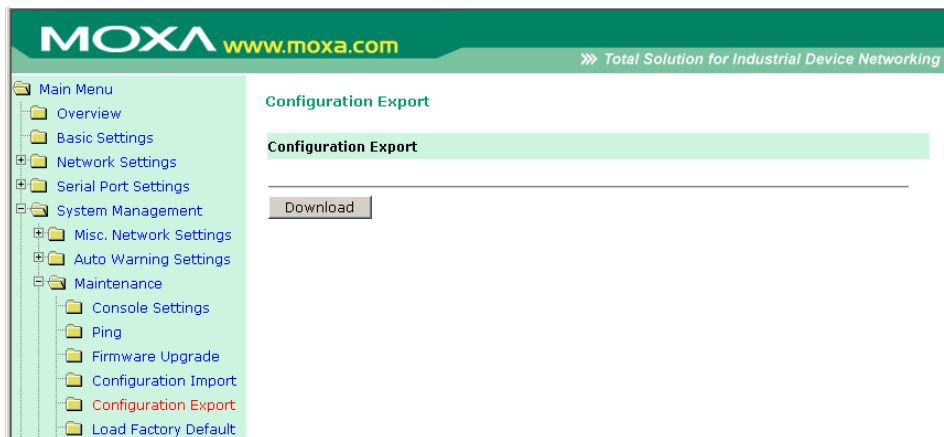 MOXA www.moxa.com
Total Solution for Industrial Device Networking
Main Menu
Overview
Basic Settings
Network Settings
Serial Port Settings
System Management
Misc. Network Settings
Auto Warning Settings
Maintenance
Console Settings
Ping
Firmware Upgrade
Configuration Import
Configuration Export
Load Factory Default
Configuration Export
Configuration Export
Download